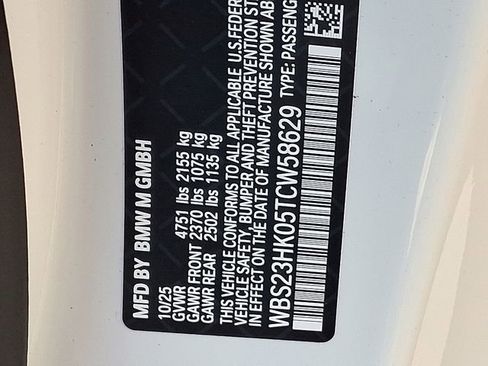 MFD BY BMW M GMBH
10/25
GVWR 4751 lbs 2155 kg
GAWR FRONT 2370 lbs 1075 kg
GAWR REAR 2502 lbs 1135 kg
THIS VEHICLE CONFORMS TO ALL APPLICABLE U.S. FEDER
VEHICLE SAFETY, BUMPER AND THEFT PREVENTION ST
EFFECT ON THE DATE OF MANUFACTURE SHOWN AB
WBS23HK05TCW58629 TYPE: PASSENG